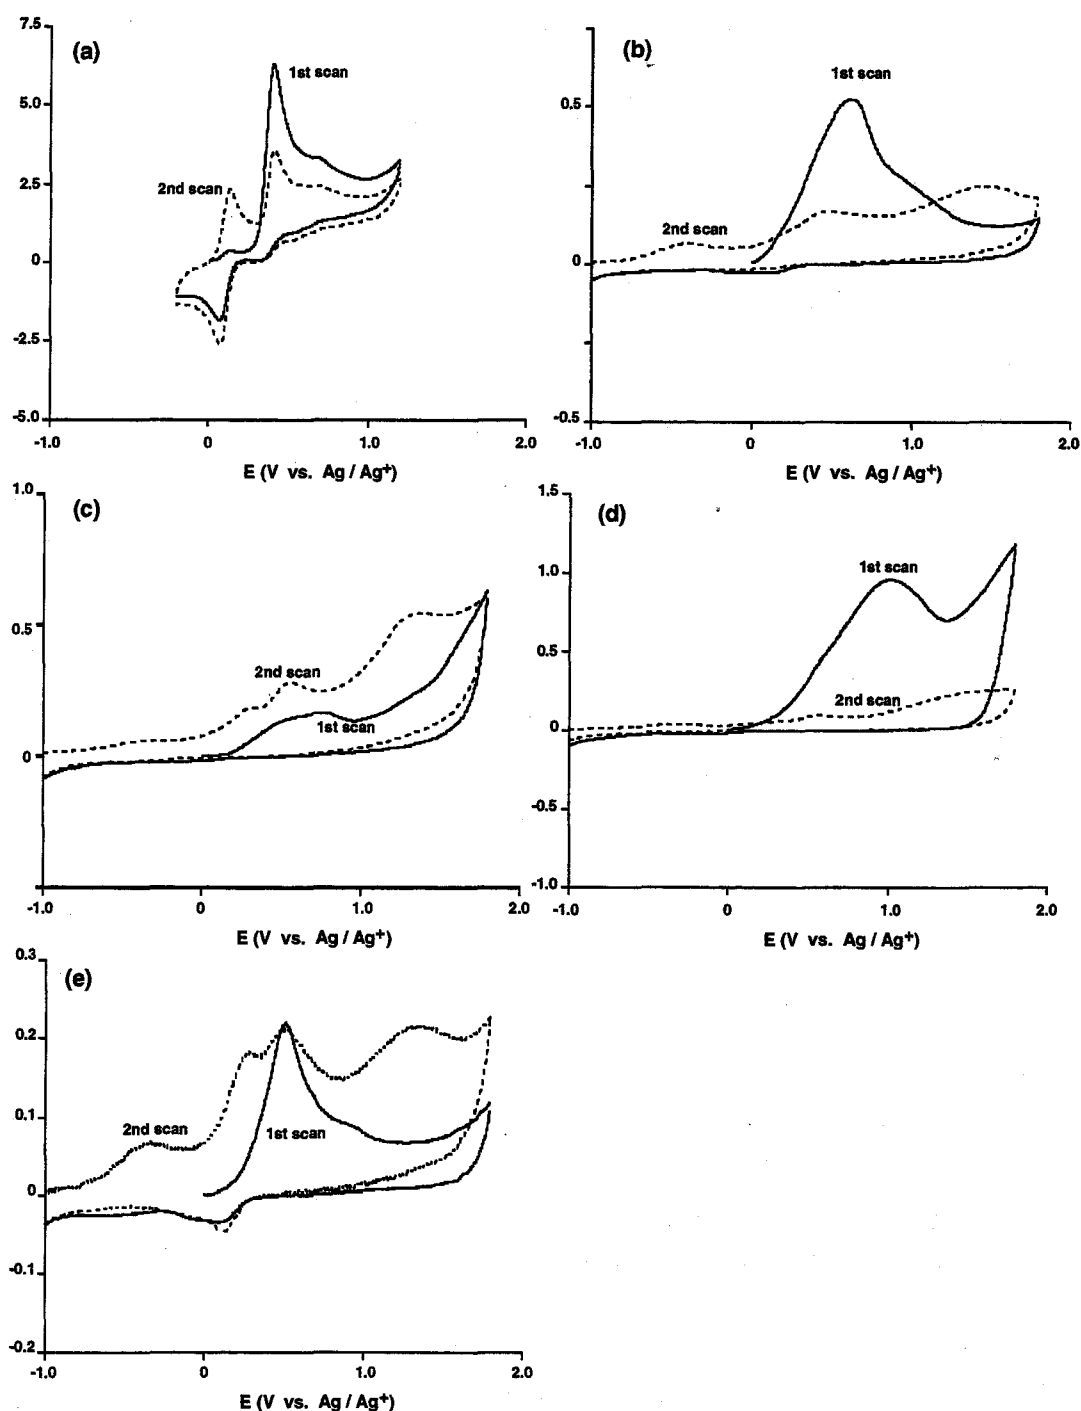 7.5
(a)
1st scan
5.0
2.5
2nd scan
0
-2.5
-5.0
-1.0 0 1.0 2.0
E (V vs. Ag / Ag+)
(b)
1st scan
0.5
2nd scan
0
-0.5
-1.0 0 1.0 2.0
E (V vs. Ag / Ag+)
1.0
(c)
0.5
2nd scan
1st scan
0
-1.0 0 1.0 2.0
E (V vs. Ag / Ag+)
1.5
(d)
1st scan
1.0
0.5
2nd scan
0
-0.5
-1.0
-1.0 0 1.0 2.0
E (V vs. Ag / Ag+)
0.3
(e)
0.2
0.1
2nd scan
1st scan
0
-0.1
-0.2
-1.0 0 1.0 2.0
E (V vs. Ag / Ag+)